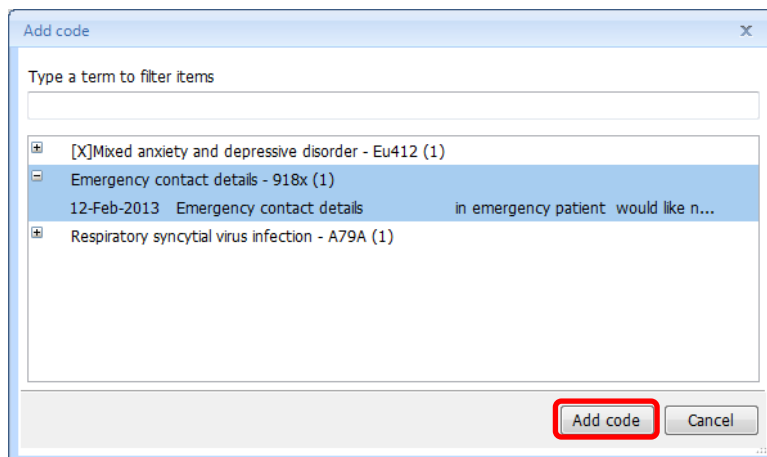 Add code
Type a term to filter items
[X]Mixed anxiety and depressive disorder - Eu412 (1)
Emergency contact details - 918x (1)
12-Feb-2013 Emergency contact details in emergency patient would like n...
Respiratory syncytial virus infection - A79A (1)
Add code Cancel